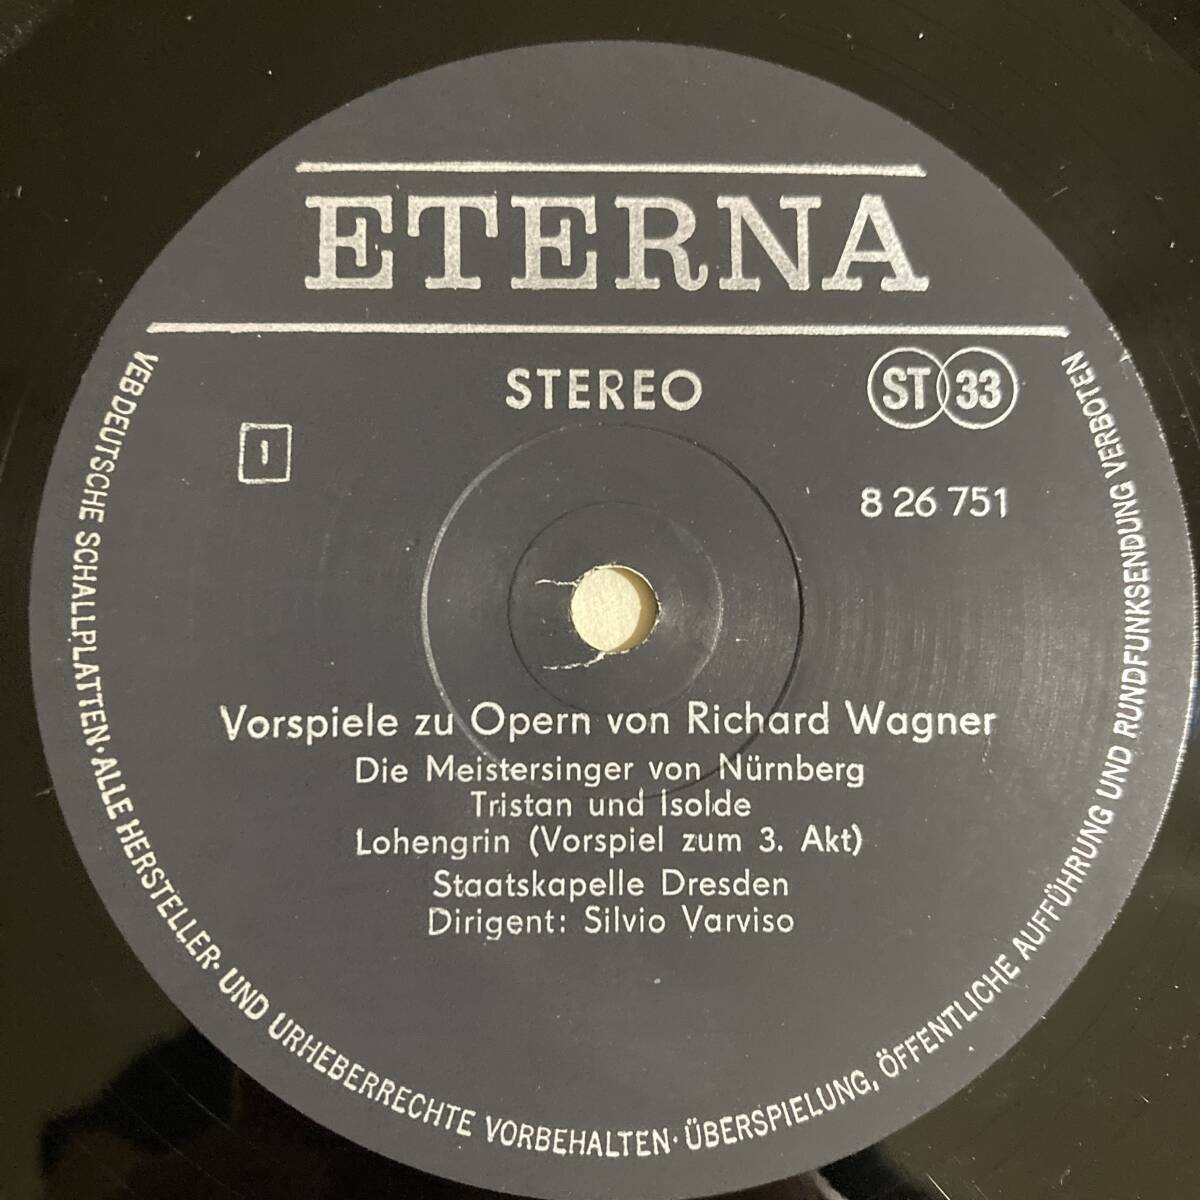 ETERNA
STEREO
ST 33
1
8 26 751
Vorspiele zu Opern von Richard Wagner
Die Meistersinger von Nürnberg
Tristan und Isolde
Lohengrin (Vorspiel zum 3. Akt)
Staatskapelle Dresden
Dirigent: Silvio Varviso
VEB DEUTSCHE SCHALLPLATTEN · ALLE HERSTELLER- UND URHEBERRECHTE VORBEHALTEN · ÜBERSPIELUNG, ÖFFENTLICHE AUFFÜHRUNG UND RUNDFUNKSENDUNG VERBOTEN